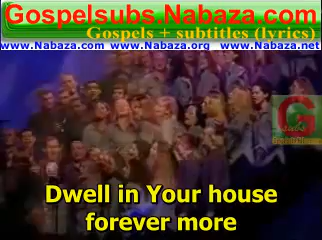 Gospelsubs.Nabaza.com
Gospels + subtitles (lyrics)
www.Nabaza.com www.Nabaza.org www.Nabaza.net
G
Dwell in Your house
forever more